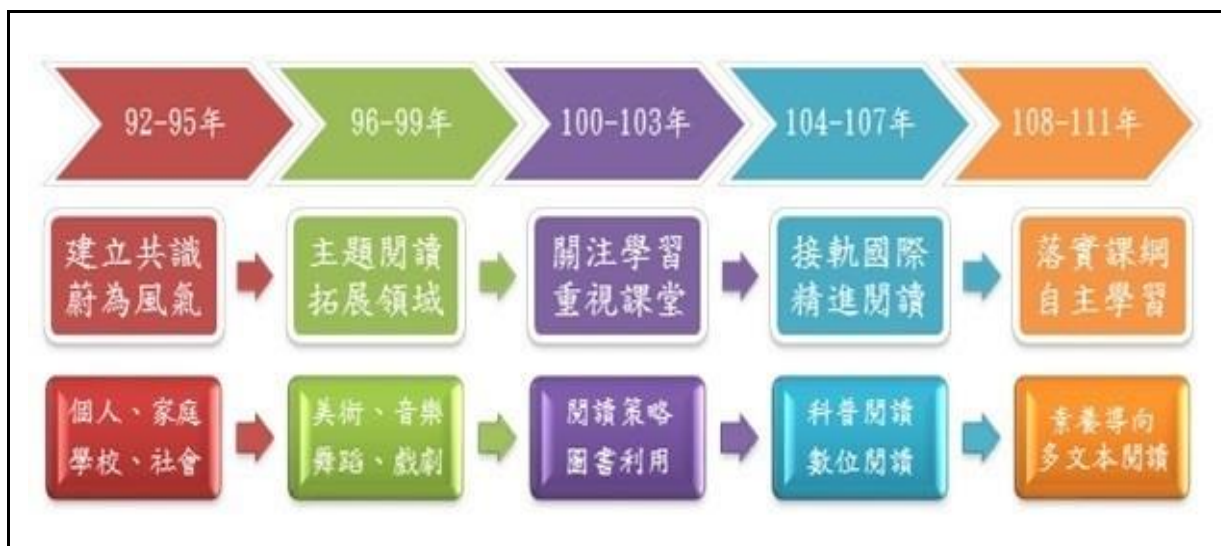 92-95年
96-99年
100-103年
104-107年
108-111年
建立共識
蔚為風氣
主題閱讀
拓展領域
關注學習
重視課堂
接軌國際
精進閱讀
落實課綱
自主學習
個人、家庭
學校、社會
美術、音樂
舞蹈、戲劇
閱讀策略
圖書利用
科普閱讀
數位閱讀
素養導向
多文本閱讀